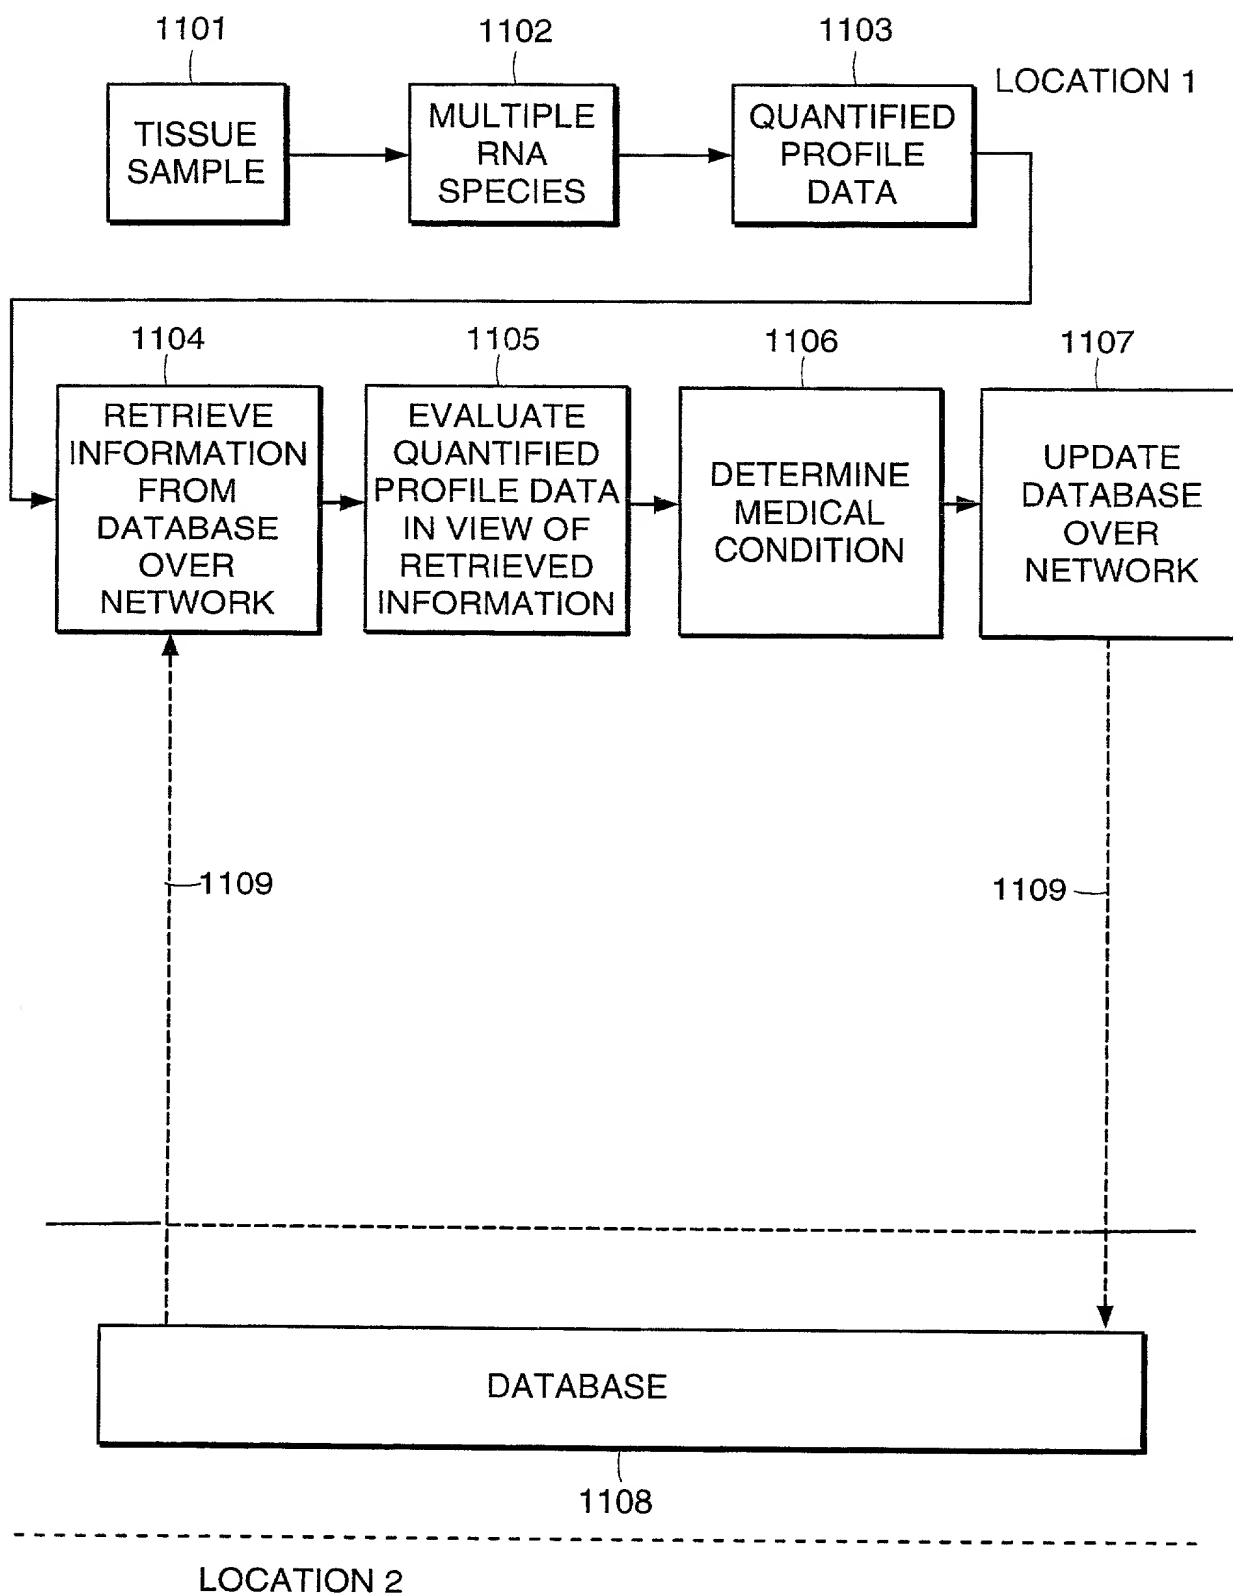 1101
1102
1103
LOCATION 1
TISSUE
SAMPLE
MULTIPLE
RNA
SPECIES
QUANTIFIED
PROFILE
DATA
1104
1105
1106
1107
RETRIEVE
INFORMATION
FROM
DATABASE
OVER
NETWORK
EVALUATE
QUANTIFIED
PROFILE DATA
IN VIEW OF
RETRIEVED
INFORMATION
DETERMINE
MEDICAL
CONDITION
UPDATE
DATABASE
OVER
NETWORK
1109
1109
DATABASE
1108
LOCATION 2